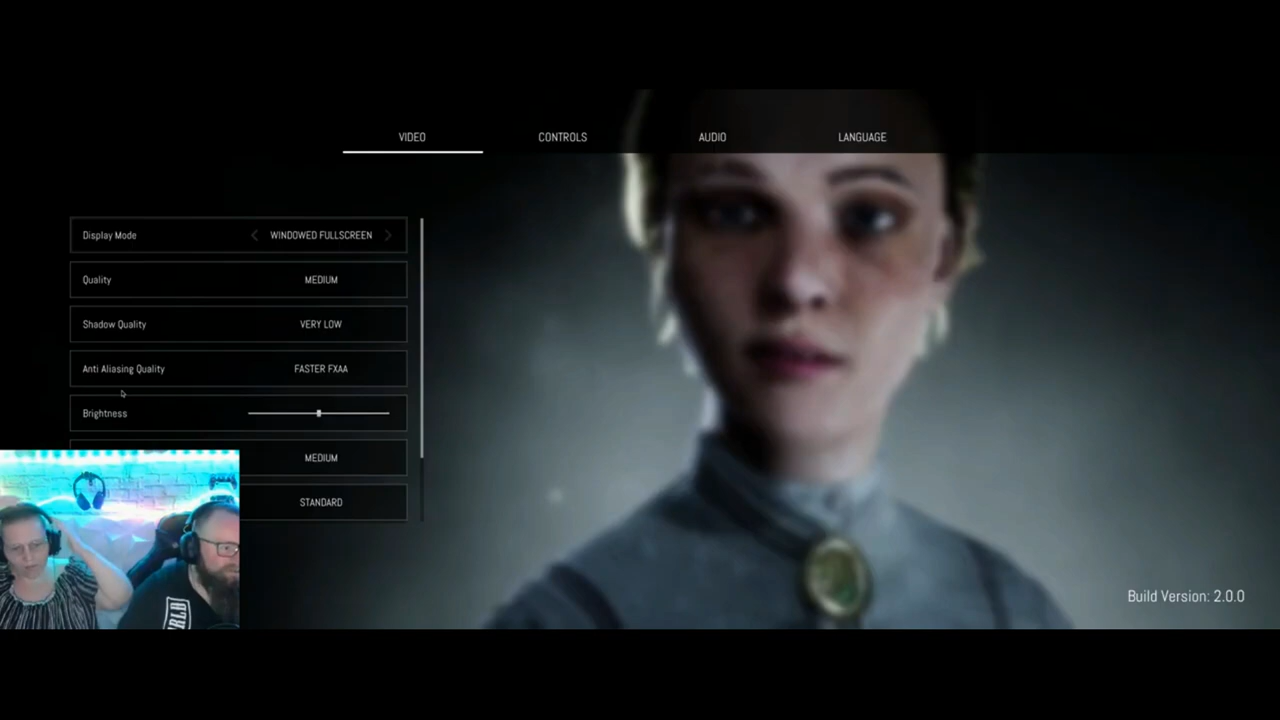 VIDEO CONTROLS AUDIO LANGUAGE
Display Mode WINDOWED FULLSCREEN
Quality MEDIUM
Shadow Quality VERY LOW
Anti Aliasing Quality FASTER FXAA
Brightness
MEDIUM
STANDARD
Build Version: 2.0.0